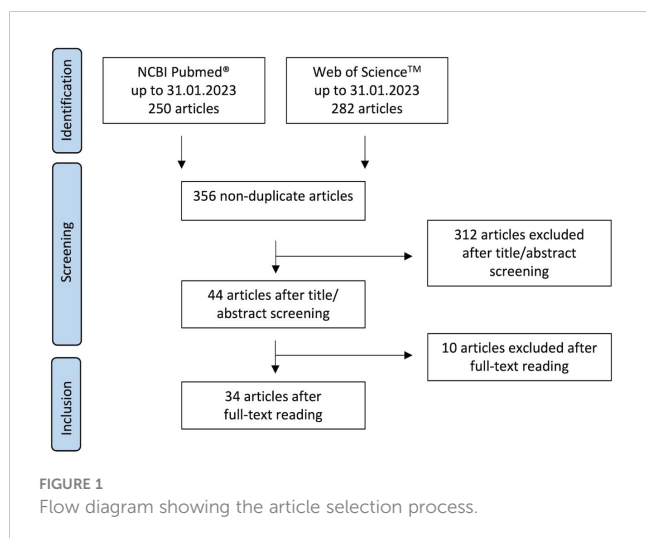 Identification
NCBI Pubmed®
up to 31.01.2023
250 articles
Web of Science™
up to 31.01.2023
282 articles
Screening
356 non-duplicate articles
312 articles excluded
after title/abstract
screening
44 articles after title/
abstract screening
10 articles excluded after
full-text reading
Inclusion
34 articles after
full-text reading
FIGURE 1
Flow diagram showing the article selection process.